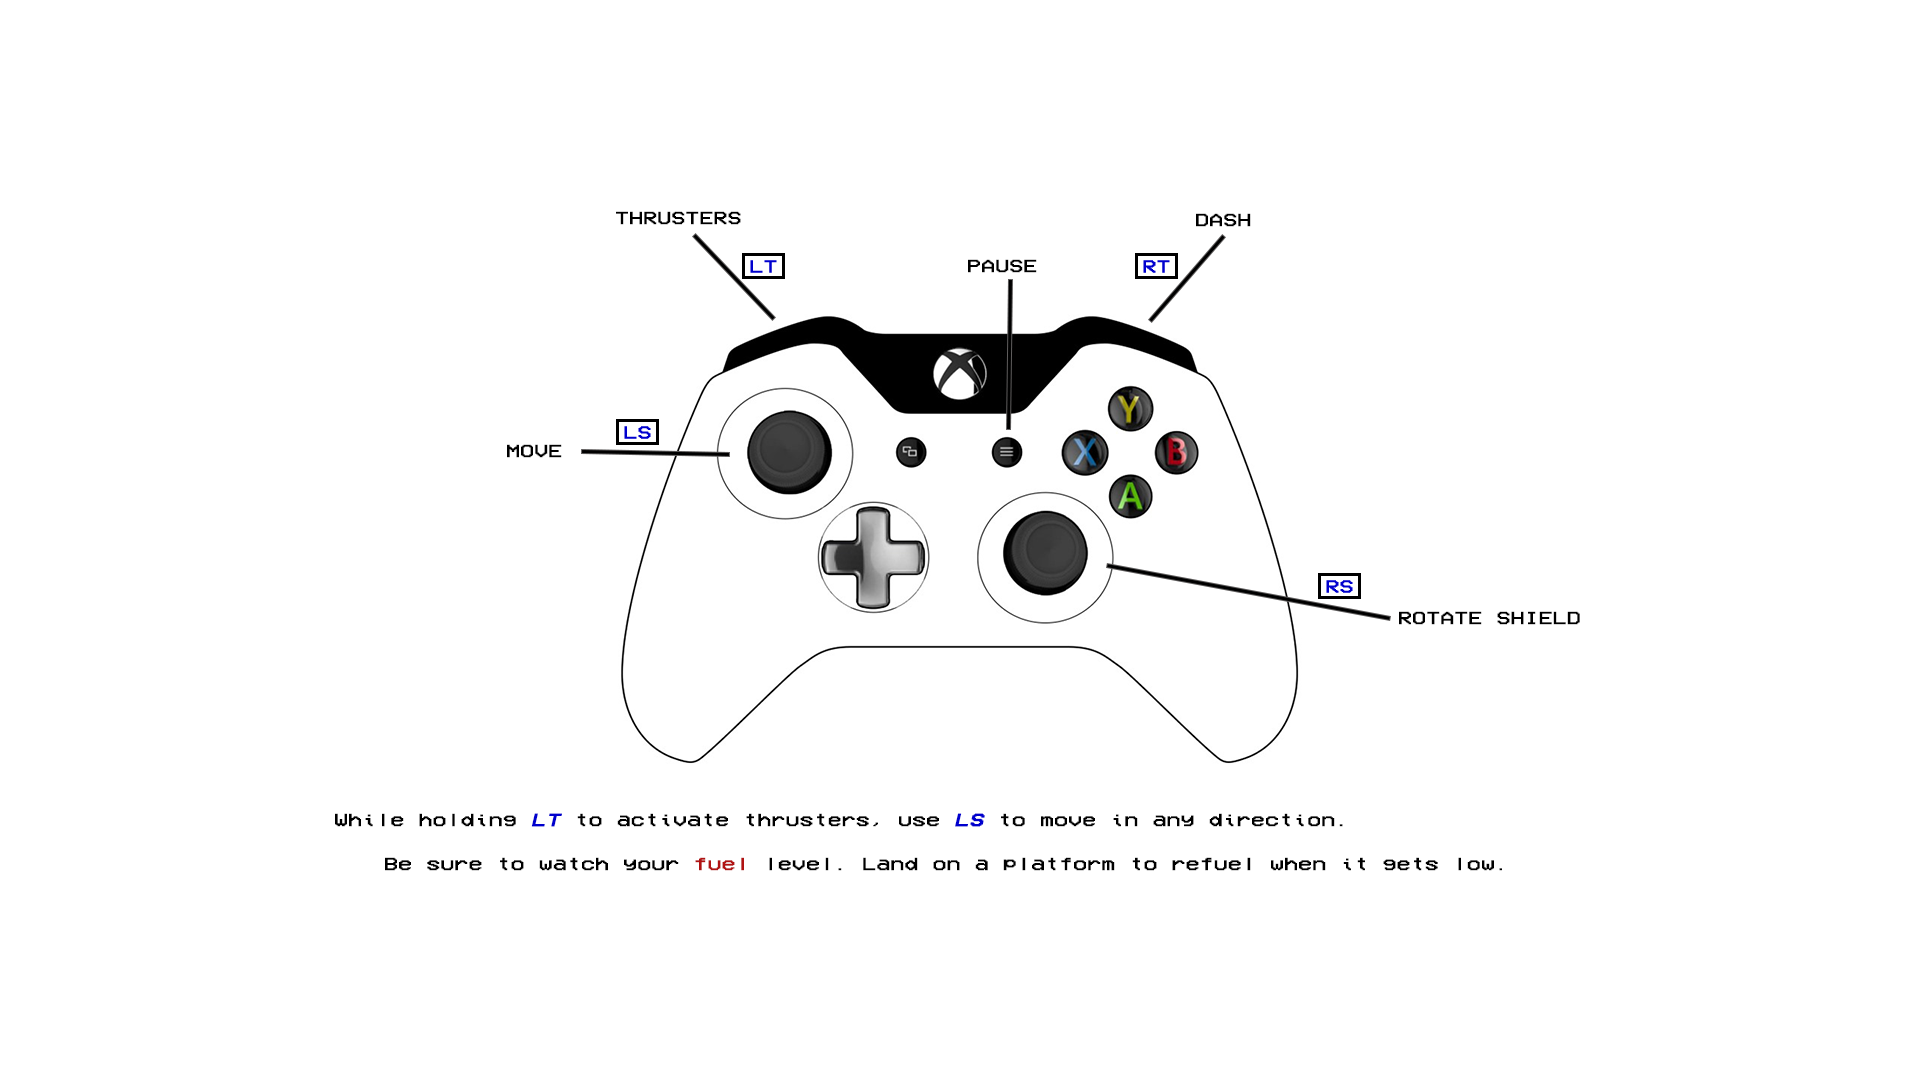 THRUSTERS
DASH
LT
PAUSE
RT
Y
LS
MOVE
X
B
A
RS
ROTATE SHIELD
While holding LT to activate thrusters, use LS to move in any direction.
Be sure to watch your fuel level. Land on a platform to refuel when it gets low.